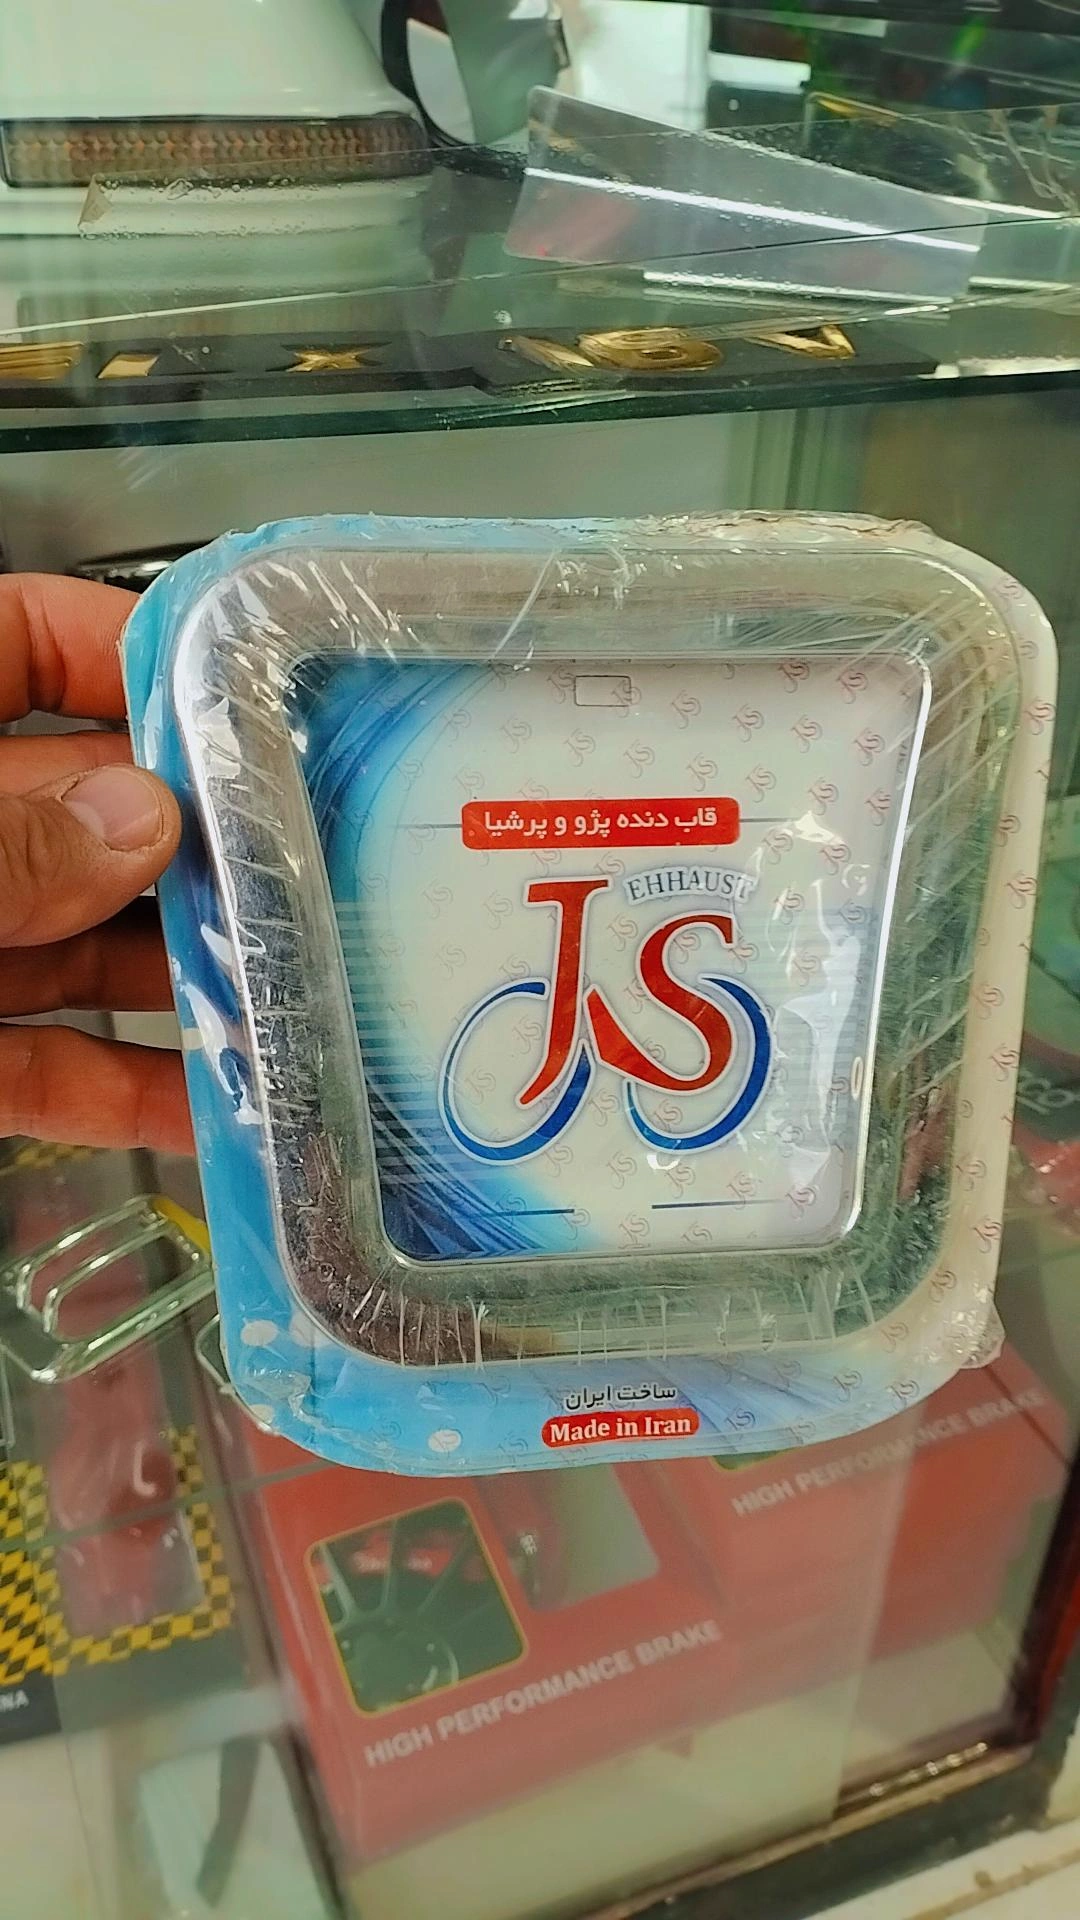 قاب دنده پژو و پرشیا
EHHAUST
JS
ساخت ایران
Made in Iran
HIGH PERFORMANCE BRAKE
HIGH PERFORMANCE BRAKE